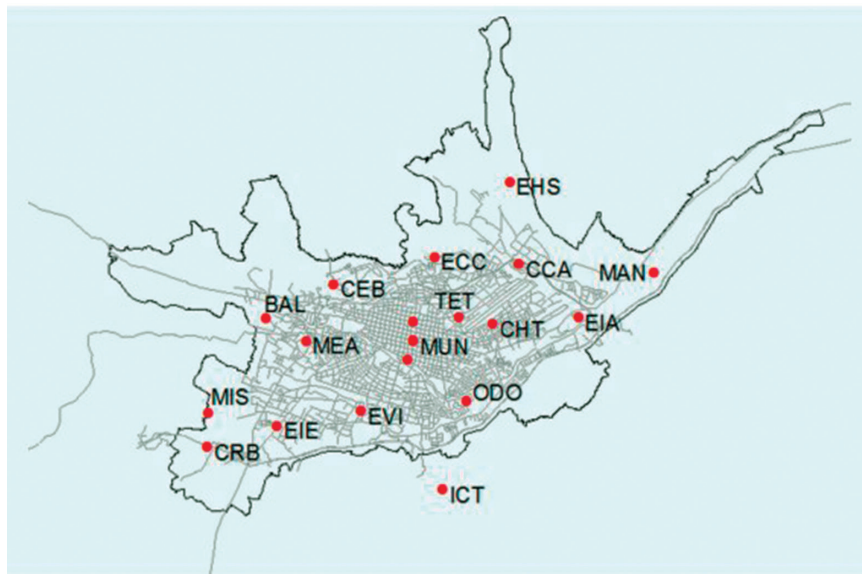 EHS
ECC
CCA
MAN
CEB
TET
BAL
CHT
EIA
MEA
MUN
ODO
MIS
EVI
EIE
CRB
ICT